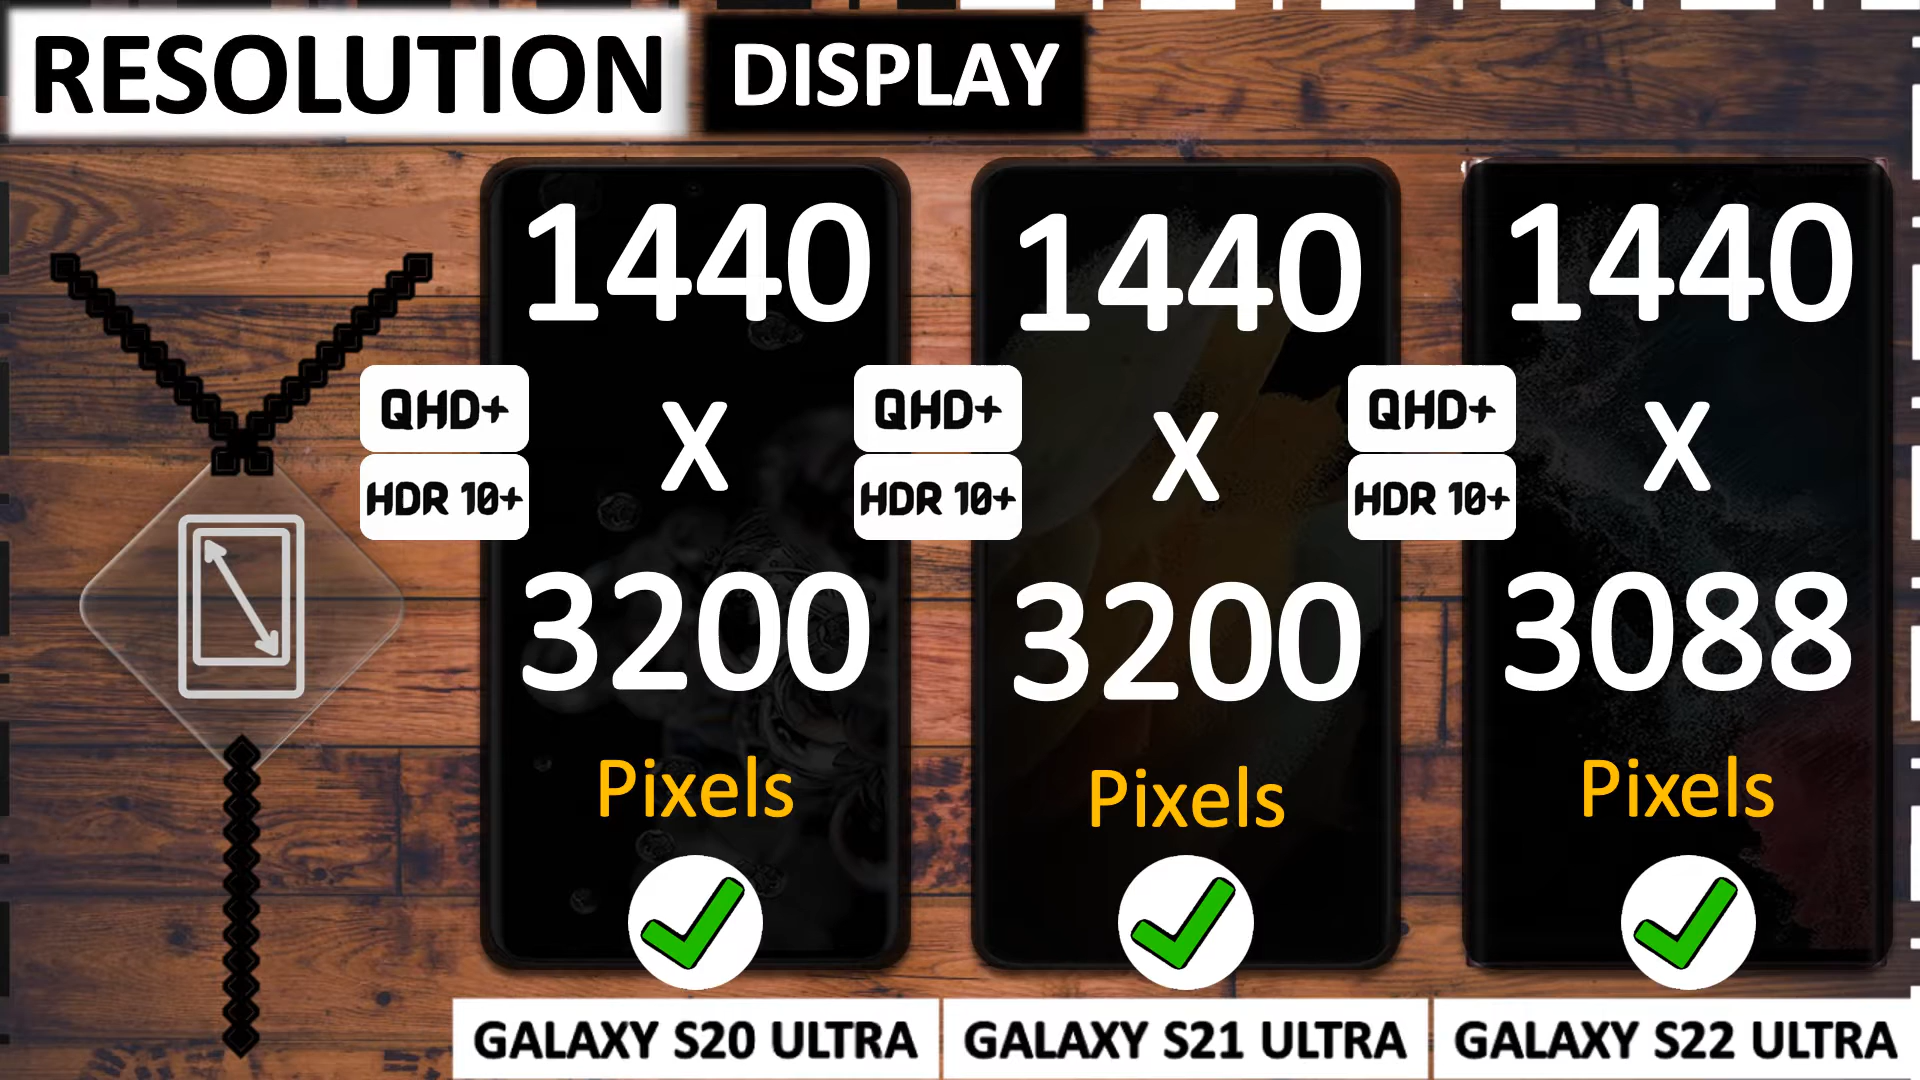 RESOLUTION DISPLAY
1440
X
3200
Pixels
QHD+
HDR 10+
GALAXY S20 ULTRA
1440
X
3200
Pixels
QHD+
HDR 10+
GALAXY S21 ULTRA
1440
X
3088
Pixels
QHD+
HDR 10+
GALAXY S22 ULTRA